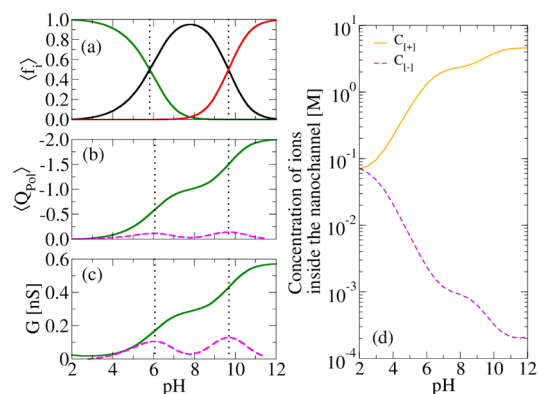 1.0
0.8
0.6
0.4
0.2
0.0
⟨f_i⟩
(a)
-2.0
-1.5
-1.0
-0.5
0.0
⟨Q_Pol⟩
(b)
0.6
0.4
0.2
0
G [nS]
(c)
2 4 6 8 10 12
pH
C_[+]
C_[-]
10^1
10^0
10^-1
10^-2
10^-3
10^-4
Concentration of ions
inside the nanochannel [M]
(d)
2 4 6 8 10 12
pH